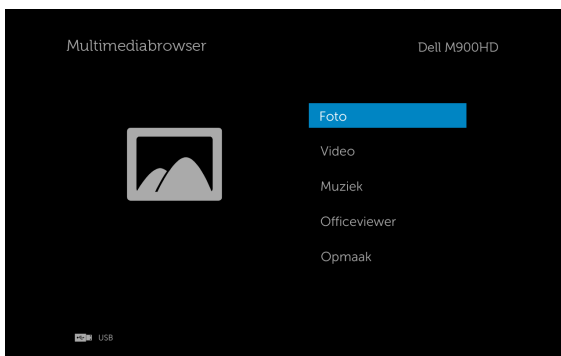 Multimediabrowser
Dell M900HD
Foto
Video
Muziek
Officeviewer
Opmaak
USB